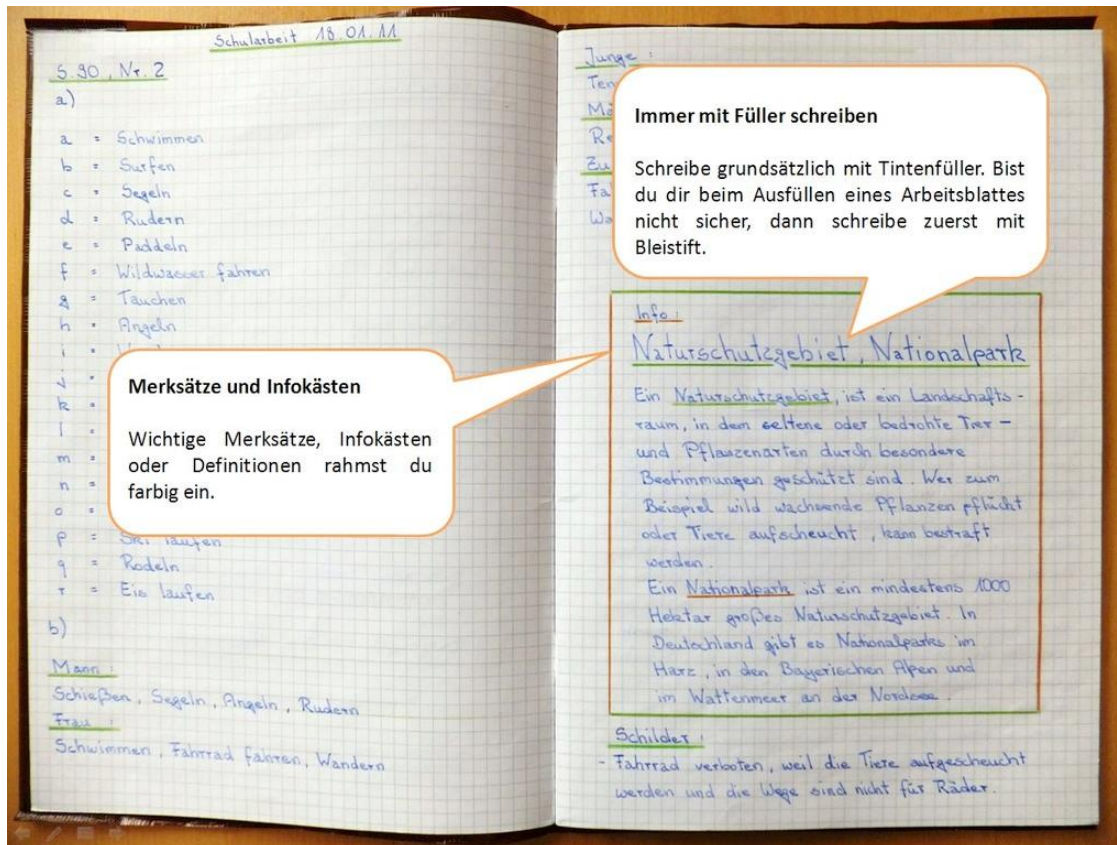 Schularbeit 18.01.11
S. 90, Nr. 2
a)
a = Schwimmen
b = Surfen
c = Segeln
d = Rudern
e = Paddeln
f = Wildwasser fahren
g = Tauchen
h = Angeln
i =
j =
k =
l =
m =
n =
o =
p = Ski laufen
q = Rodeln
r = Eis laufen
b)
Mann :
Schießen, Segeln, Angeln, Rudern
Frau :
Schwimmen, Fahrrad fahren, Wandern
Merksätze und Infokästen
Wichtige Merksätze, Infokästen
oder Definitionen rahmst du
farbig ein.
Junge :
Immer mit Füller schreiben
Schreibe grundsätzlich mit Tintenfüller. Bist
du dir beim Ausfüllen eines Arbeitsblattes
nicht sicher, dann schreibe zuerst mit
Bleistift.
Info :
Naturschutzgebiet, Nationalpark
Ein Naturschutzgebiet, ist ein Landschafts-
raum, in dem seltene oder bedrohte Tier-
und Pflanzenarten durch besondere
Bestimmungen geschützt sind. Wer zum
Beispiel wild wachsende Pflanzen pflückt
oder Tiere aufscheucht, kann bestraft
werden.
Ein Nationalpark ist ein mindestens 1000
Hektar großes Naturschutzgebiet. In
Deutschland gibt es Nationalparks im
Harz, in den Bayerischen Alpen und
im Wattenmeer an der Nordsee.
Schilder :
- Fahrrad verboten, weil die Tiere aufgescheucht
werden und die Wege sind nicht für Räder.